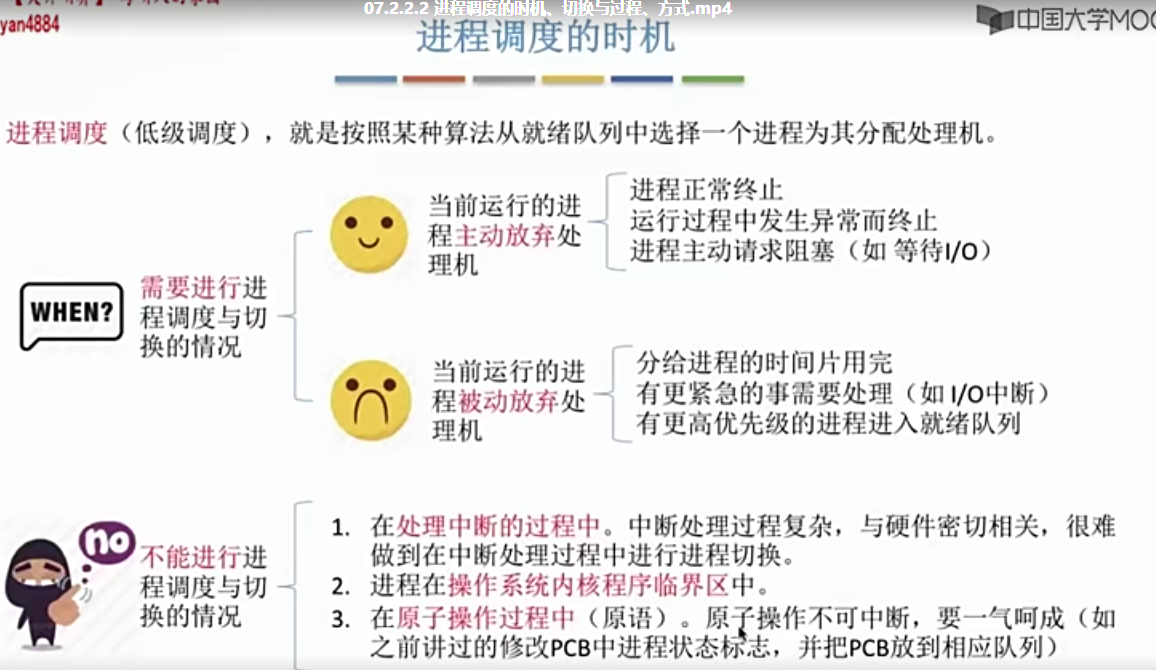 yan4884
07.2.2.2 进程调度的时机、切换与过程、方式.mp4
中国大学MOO
进程调度的时机
进程调度（低级调度），就是按照某种算法从就绪队列中选择一个进程为其分配处理机。
WHEN?
需要进行进
程调度与切
换的情况
当前运行的进
程主动放弃处
理机
进程正常终止
运行过程中发生异常而终止
进程主动请求阻塞（如 等待I/O）
当前运行的进
程被动放弃处
理机
分给进程的时间片用完
有更紧急的事需要处理（如 I/O中断）
有更高优先级的进程进入就绪队列
no
不能进行进
程调度与切
换的情况
1. 在处理中断的过程中。中断处理过程复杂，与硬件密切相关，很难
做到在中断处理过程中进行进程切换。
2. 进程在操作系统内核程序临界区中。
3. 在原子操作过程中（原语）。原子操作不可中断，要一气呵成（如
之前讲过的修改PCB中进程状态标志，并把PCB放到相应队列）